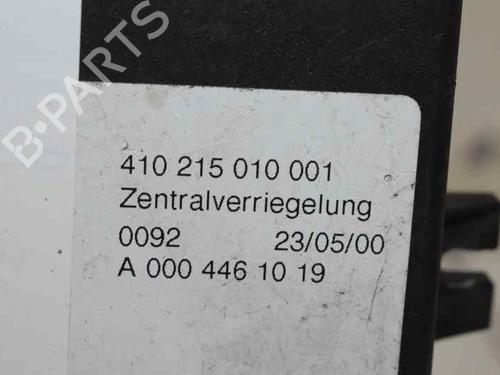 B-PARTS
410 215 010 001
Zentralverriegelung
0092 23/05/00
A 000 446 10 19